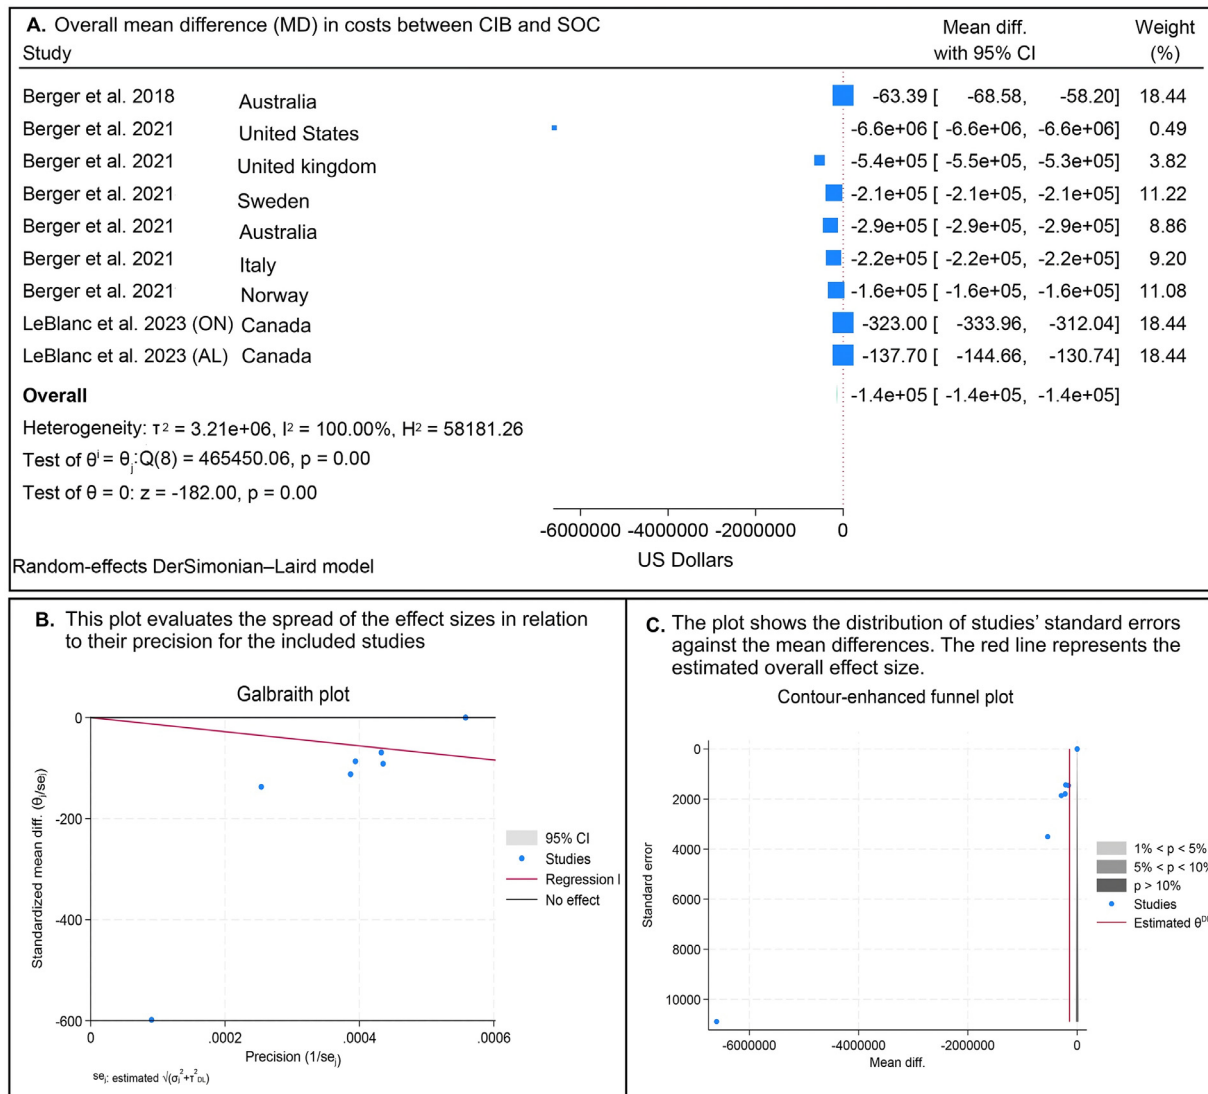 A. Overall mean difference (MD) in costs between CIB and SOC
Mean diff. Weight
Study with 95% CI (%)
Berger et al. 2018 Australia -63.39 [ -68.58, -58.20] 18.44
Berger et al. 2021 United States -6.6e+06 [ -6.6e+06, -6.6e+06] 0.49
Berger et al. 2021 United kingdom -5.4e+05 [ -5.5e+05, -5.3e+05] 3.82
Berger et al. 2021 Sweden -2.1e+05 [ -2.1e+05, -2.1e+05] 11.22
Berger et al. 2021 Australia -2.9e+05 [ -2.9e+05, -2.9e+05] 8.86
Berger et al. 2021 Italy -2.2e+05 [ -2.2e+05, -2.2e+05] 9.20
Berger et al. 2021 Norway -1.6e+05 [ -1.6e+05, -1.6e+05] 11.08
LeBlanc et al. 2023 (ON) Canada -323.00 [ -333.96, -312.04] 18.44
LeBlanc et al. 2023 (AL) Canada -137.70 [ -144.66, -130.74] 18.44
Overall -1.4e+05 [ -1.4e+05, -1.4e+05]
Heterogeneity: τ² = 3.21e+06, I² = 100.00%, H² = 58181.26
Test of θⁱ = θⱼ: Q(8) = 465450.06, p = 0.00
Test of θ = 0: z = -182.00, p = 0.00
-6000000 -4000000 -2000000 0
US Dollars
Random-effects DerSimonian–Laird model
B. This plot evaluates the spread of the effect sizes in relation
to their precision for the included studies
Galbraith plot
Standardized mean diff. (θⱼ/seⱼ)
0
-200
-400
-600
0 .0002 .0004 .0006
Precision (1/seⱼ)
seⱼ: estimated √(σⱼ²+τ²DL)
95% CI
Studies
Regression l
No effect
C. The plot shows the distribution of studies' standard errors
against the mean differences. The red line represents the
estimated overall effect size.
Contour-enhanced funnel plot
Standard error
0
2000
4000
6000
8000
10000
-6000000 -4000000 -2000000 0
Mean diff.
1% < p < 5%
5% < p < 10%
p > 10%
Studies
Estimated θᴰ